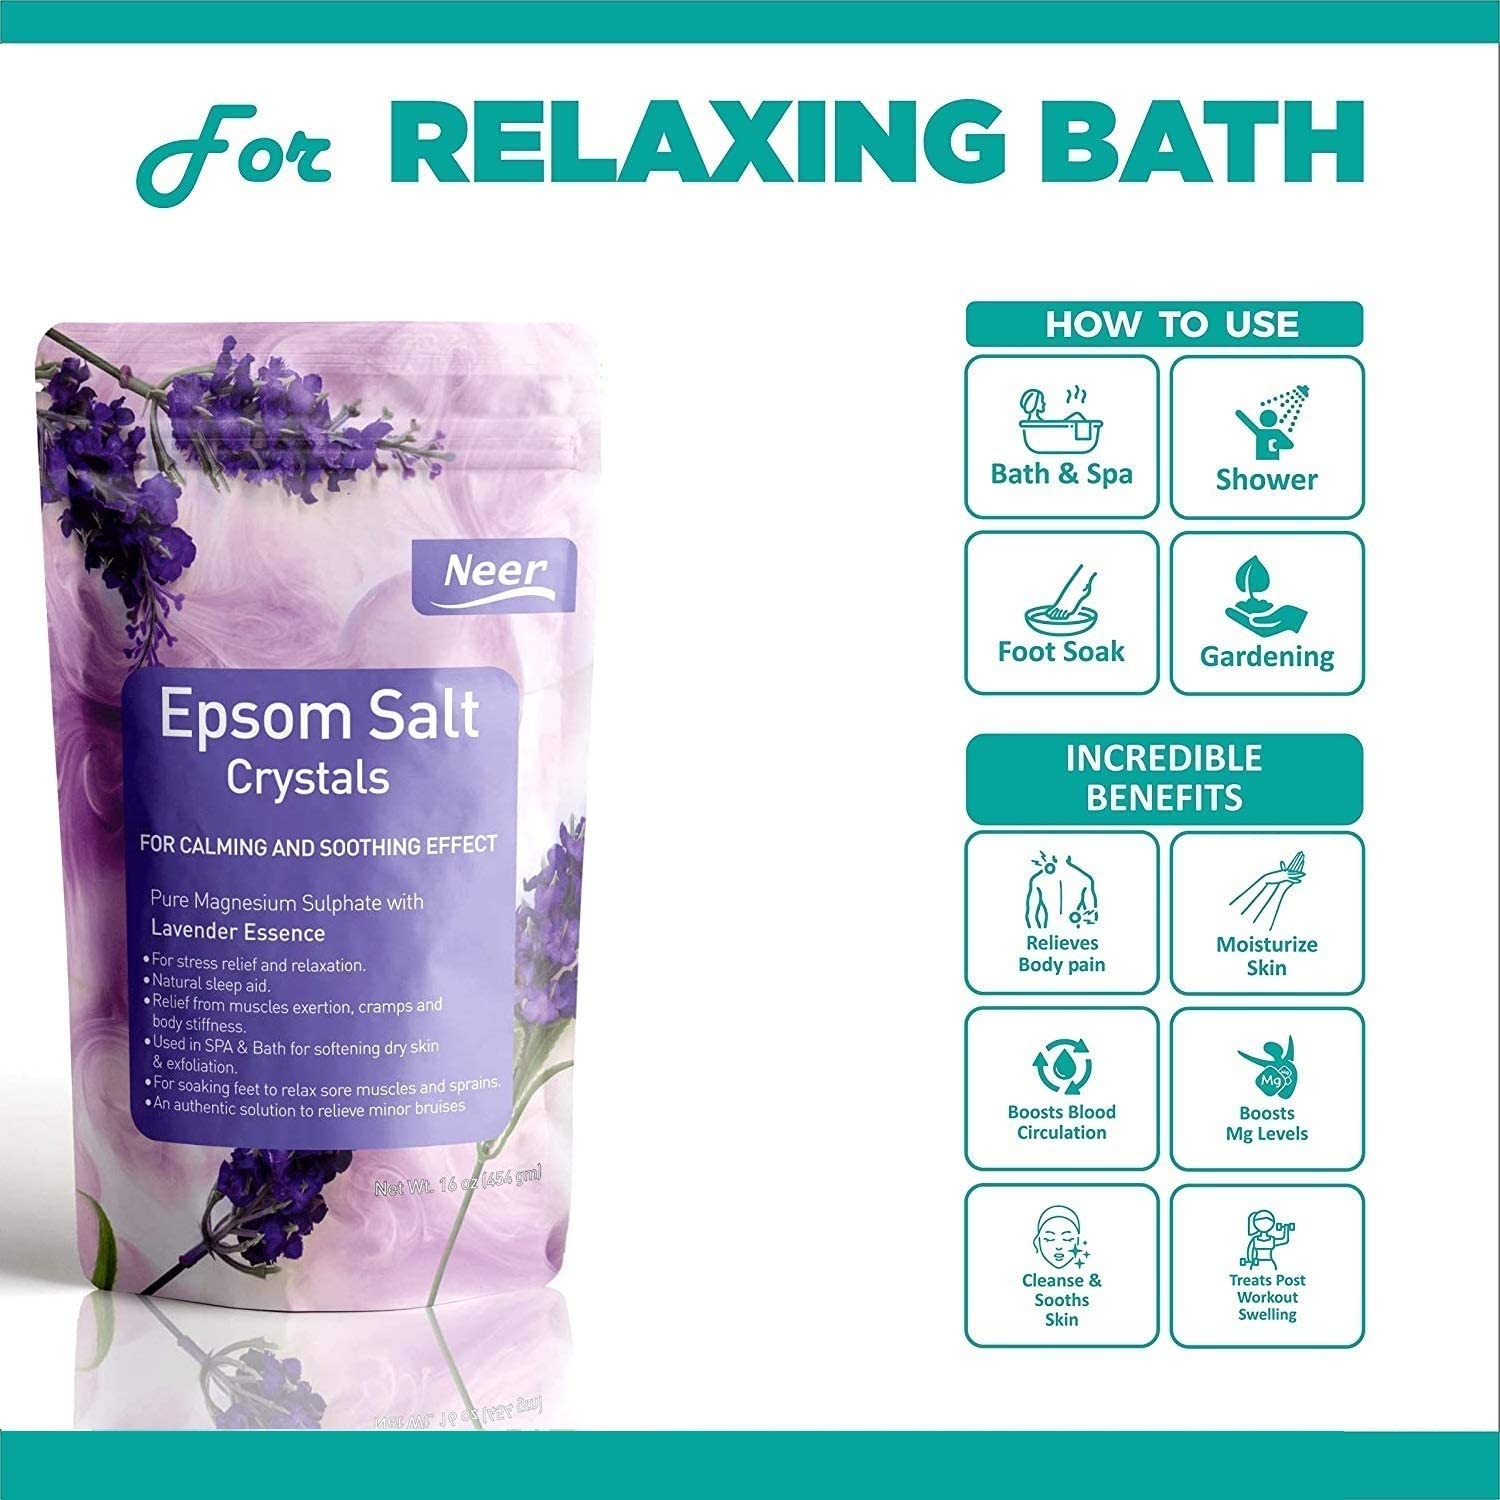 For RELAXING BATH
Neer
Epsom Salt
Crystals
FOR CALMING AND SOOTHING EFFECT
Pure Magnesium Sulphate with
Lavender Essence
•For stress relief and relaxation.
•Natural sleep aid.
•Relief from muscles exertion, cramps and
body stiffness.
•Used in SPA & Bath for softening dry skin
& exfoliation.
•For soaking feet to relax sore muscles and sprains.
•An authentic solution to relieve minor bruises
Net Wt. 16 oz (454 gm)
HOW TO USE
Bath & Spa
Shower
Foot Soak
Gardening
INCREDIBLE
BENEFITS
Relieves
Body pain
Moisturize
Skin
Boosts Blood
Circulation
Mg
Boosts
Mg Levels
Cleanse &
Sooths
Skin
Treats Post
Workout
Swelling